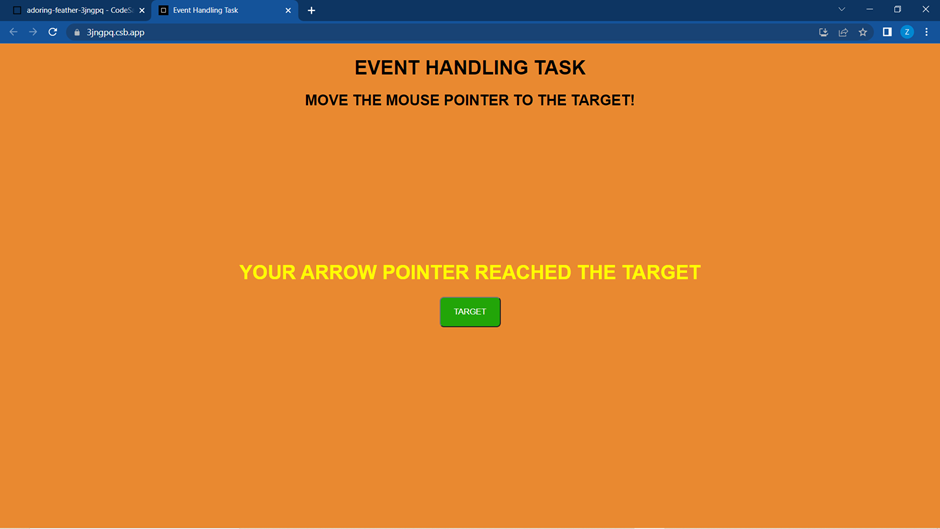 adoring-feather-3jngpq - CodeS
Event Handling Task
3jngpq.csb.app
Z
EVENT HANDLING TASK
MOVE THE MOUSE POINTER TO THE TARGET!
YOUR ARROW POINTER REACHED THE TARGET
TARGET